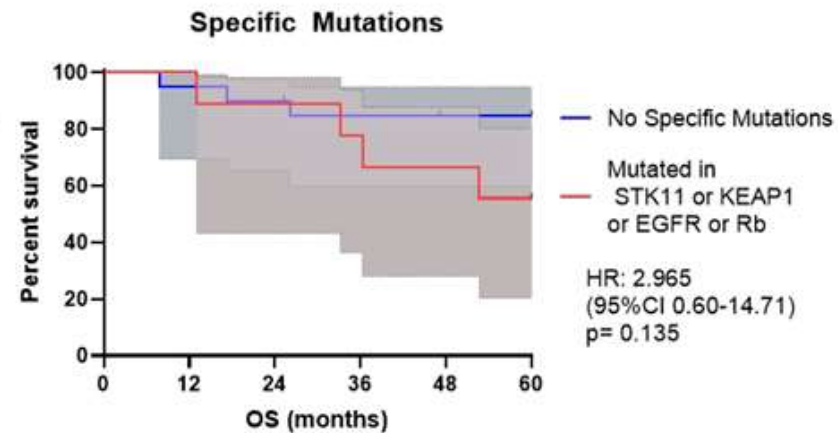 Specific Mutations
Percent survival
100
80
60
40
20
0
0 12 24 36 48 60
OS (months)
No Specific Mutations
Mutated in
STK11 or KEAP1
or EGFR or Rb
HR: 2.965
(95%CI 0.60-14.71)
p= 0.135